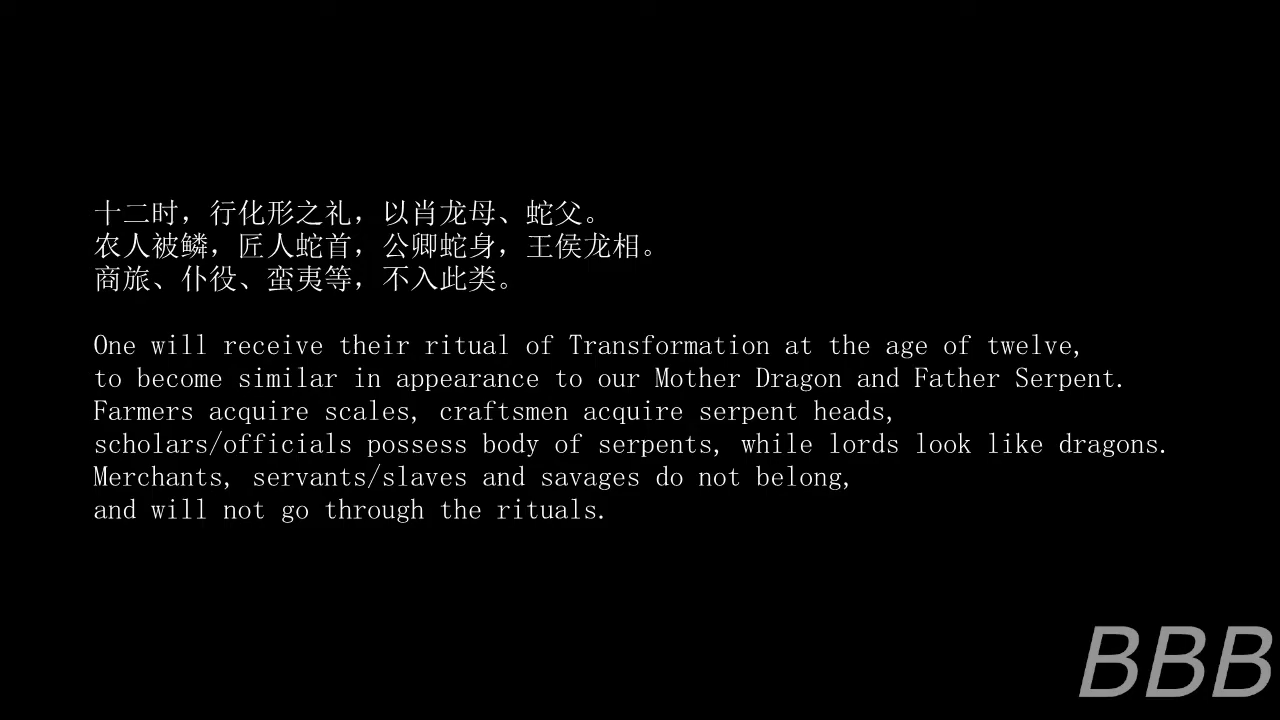 十二时，行化形之礼，以肖龙母、蛇父。
农人被鳞，匠人蛇首，公卿蛇身，王侯龙相。
商旅、仆役、蛮夷等，不入此类。
One will receive their ritual of Transformation at the age of twelve,
to become similar in appearance to our Mother Dragon and Father Serpent.
Farmers acquire scales, craftsmen acquire serpent heads,
scholars/officials possess body of serpents, while lords look like dragons.
Merchants, servants/slaves and savages do not belong,
and will not go through the rituals.
BBB